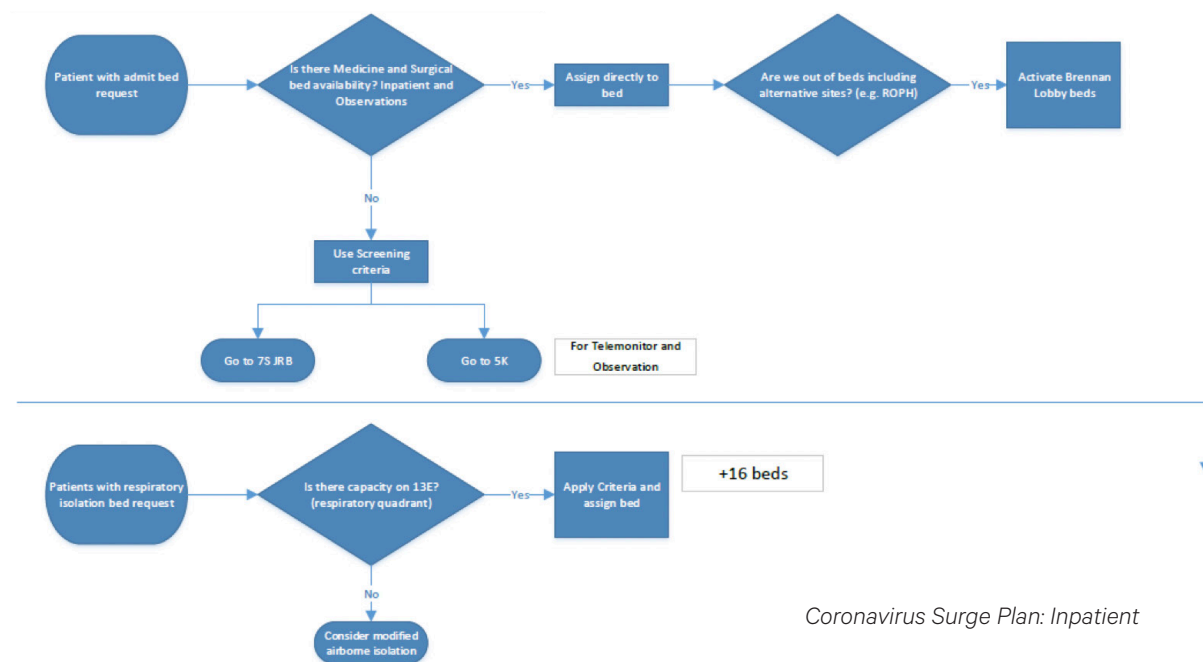 Patient with admit bed
request
Is there Medicine and Surgical
bed availability? Inpatient and
Observations
Yes
Assign directly to
bed
Are we out of beds including
alternative sites? (e.g. ROPH)
Yes
Activate Brennan
Lobby beds
No
Use Screening
criteria
Go to 7S JRB
Go to 5K
For Telemonitor and
Observation
Patients with respiratory
isolation bed request
Is there capacity on 13E?
(respiratory quadrant)
Yes
Apply Criteria and
assign bed
+16 beds
No
Consider modified
airborne isolation
Coronavirus Surge Plan: Inpatient